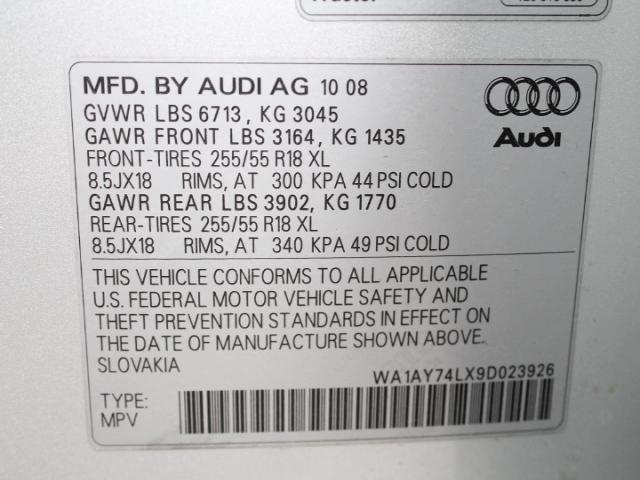 MFD. BY AUDI AG 10 08
GVWR LBS 6713, KG 3045
GAWR FRONT LBS 3164, KG 1435
FRONT-TIRES 255/55 R18 XL
8.5JX18 RIMS, AT 300 KPA 44 PSI COLD
GAWR REAR LBS 3902, KG 1770
REAR-TIRES 255/55 R18 XL
8.5JX18 RIMS, AT 340 KPA 49 PSI COLD
Audi
THIS VEHICLE CONFORMS TO ALL APPLICABLE
U.S. FEDERAL MOTOR VEHICLE SAFETY AND
THEFT PREVENTION STANDARDS IN EFFECT ON
THE DATE OF MANUFACTURE SHOWN ABOVE.
SLOVAKIA
WA1AY74LX9D023926
TYPE:
MPV